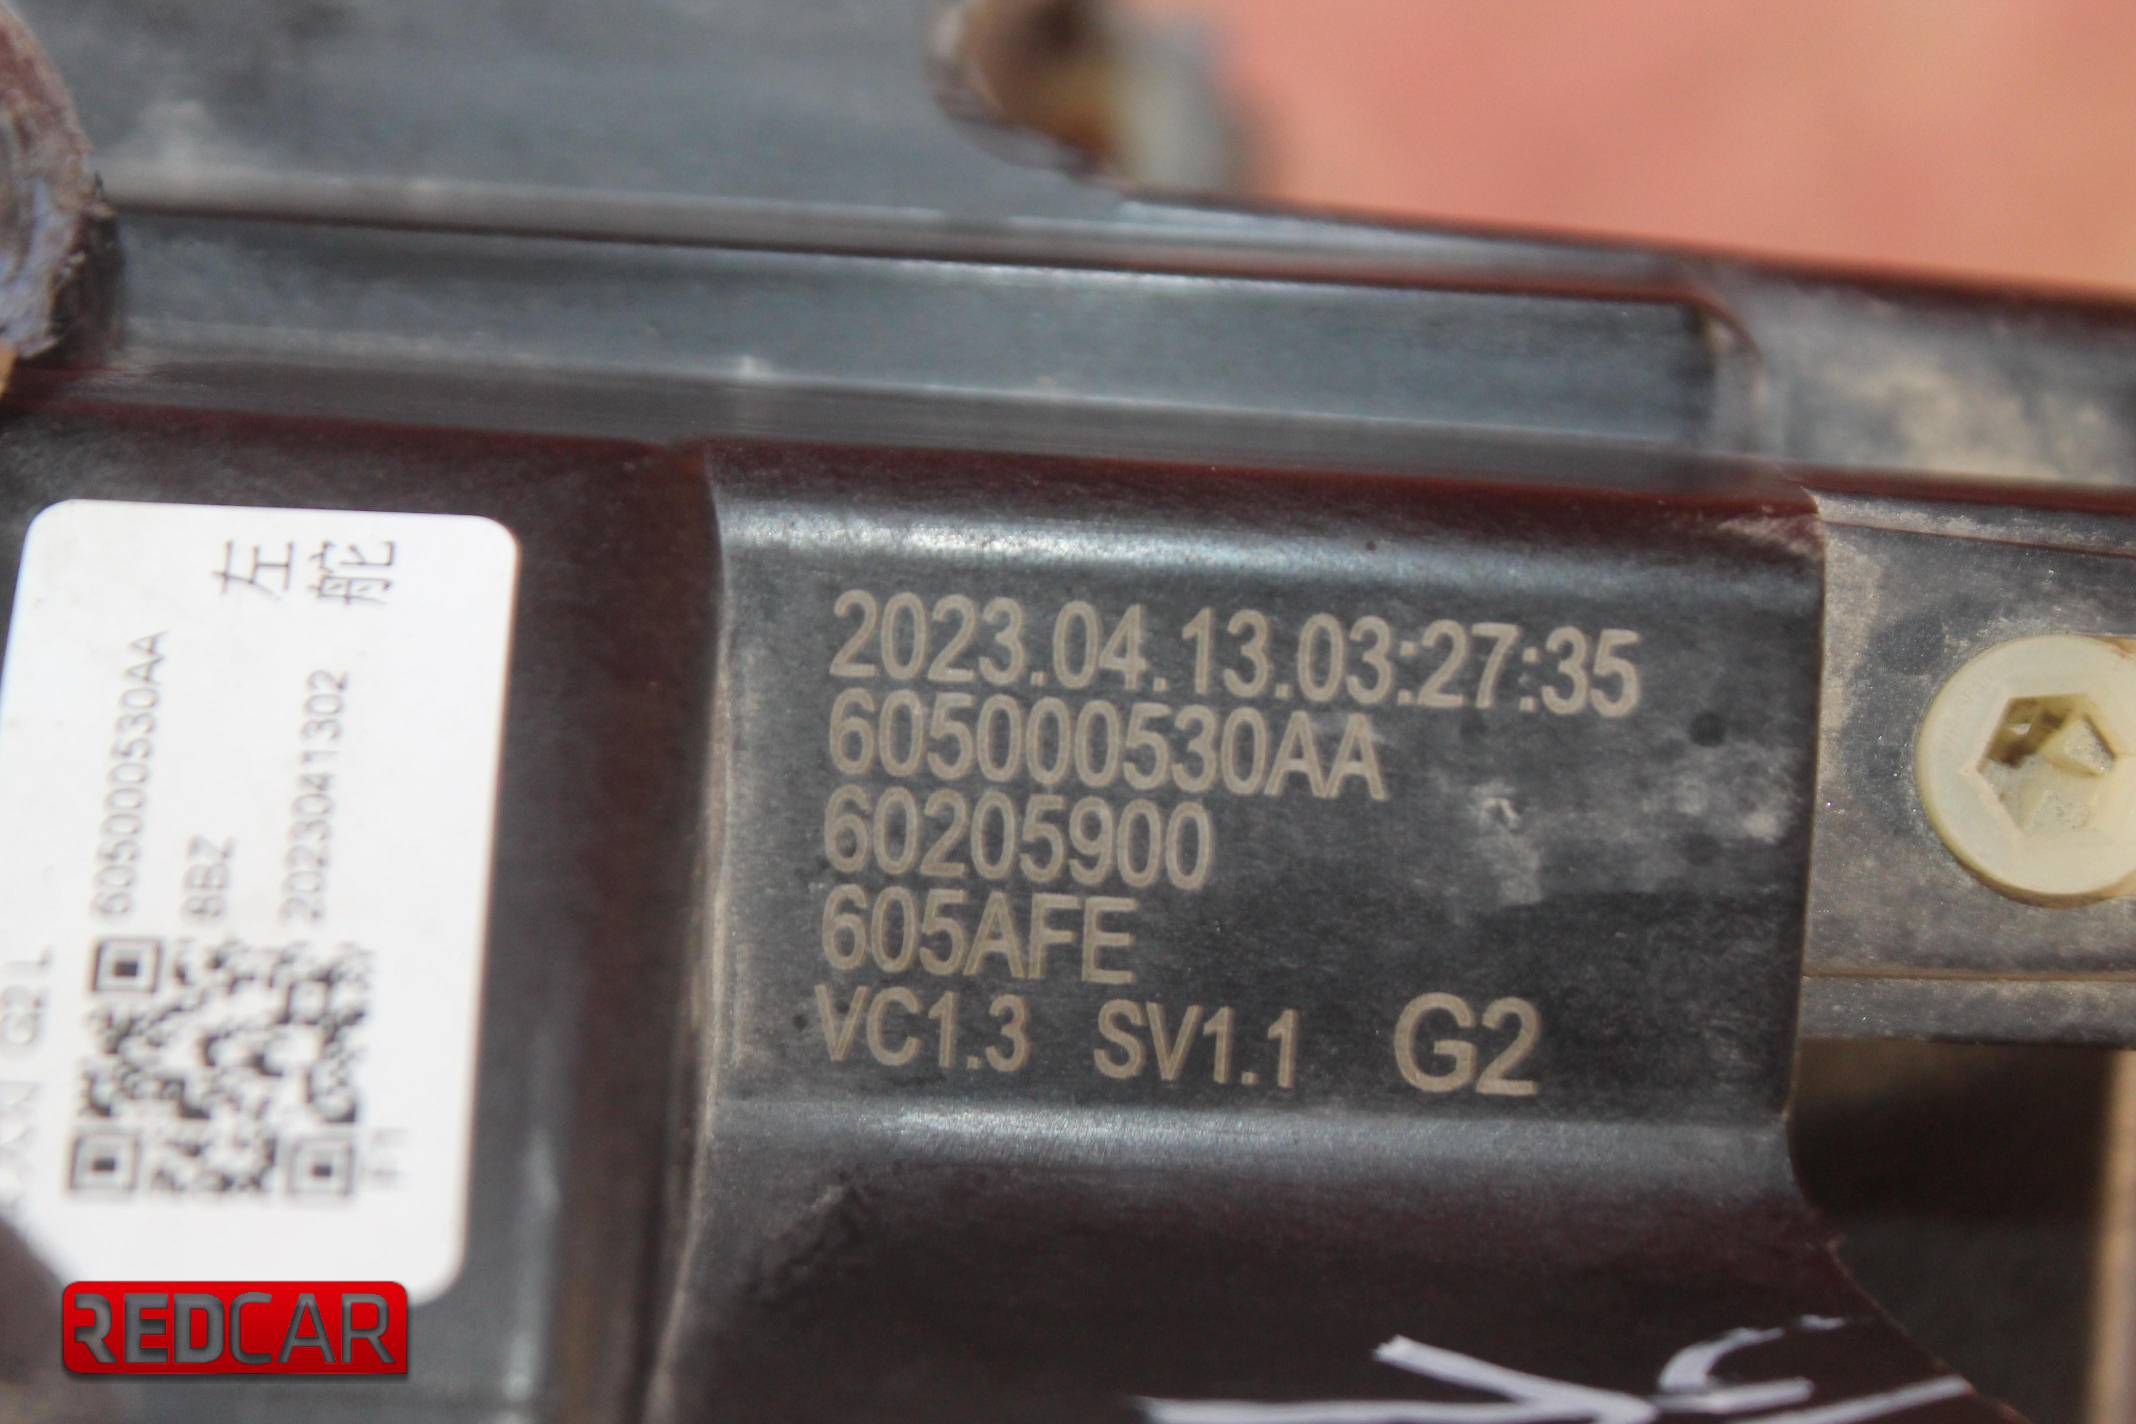 左舵
605000530AA
8BZ
2023041302
G2 L
2023.04.13.03:27:35
605000530AA
60205900
605AFE
VC1.3 SV1.1 G2
REDCAR